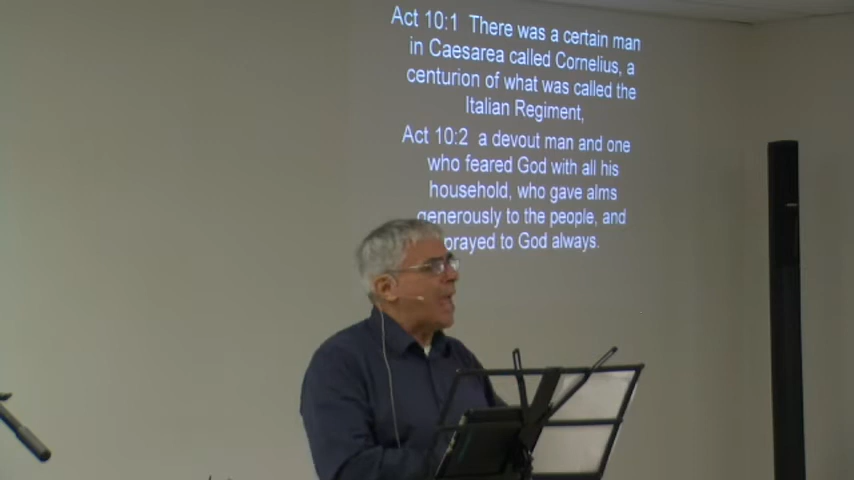 Act 10:1 There was a certain man
in Caesarea called Cornelius, a
centurion of what was called the
Italian Regiment,
Act 10:2 a devout man and one
who feared God with all his
household, who gave alms
generously to the people, and
prayed to God always.